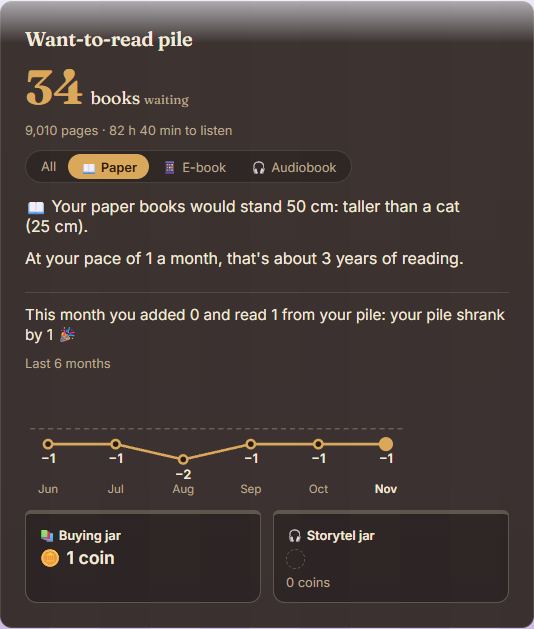 Want-to-read pile
34 books waiting
9,010 pages · 82 h 40 min to listen
All
Paper
E-book
Audiobook
Your paper books would stand 50 cm: taller than a cat
(25 cm).
At your pace of 1 a month, that's about 3 years of reading.
This month you added 0 and read 1 from your pile: your pile shrank
by 1
Last 6 months
−1 −1 −2 −1 −1 −1
Jun Jul Aug Sep Oct Nov
Buying jar
1 coin
Storytel jar
0 coins